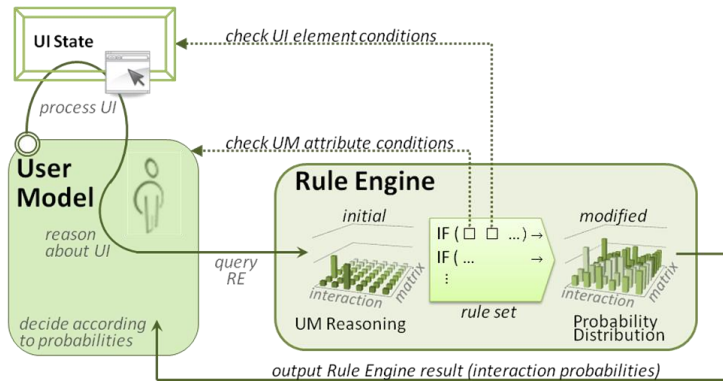 UI State
check UI element conditions
process UI
check UM attribute conditions
User
Model
Rule Engine
reason
about UI
query
RE
initial
interaction
matrix
UM Reasoning
IF ( □ □ ...) →
IF ( ... →
⋮
rule set
modified
interaction
matrix
Probability
Distribution
decide according
to probabilities
output Rule Engine result (interaction probabilities)